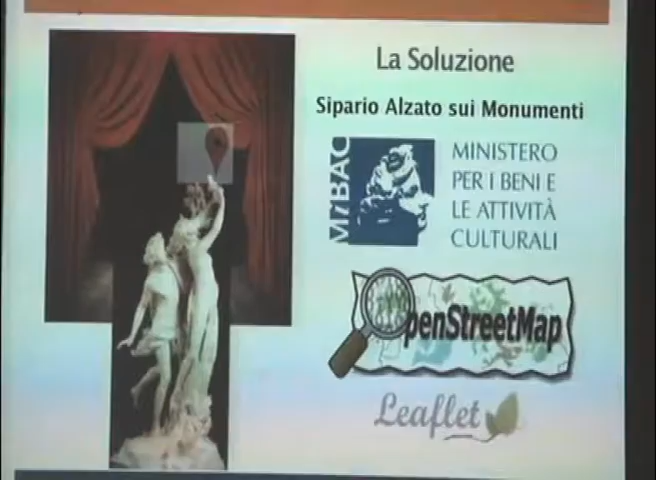 La Soluzione
Sipario Alzato sui Monumenti
MiBAC
MINISTERO
PER I BENI E
LE ATTIVITÀ
CULTURALI
OpenStreetMap
Leaflet